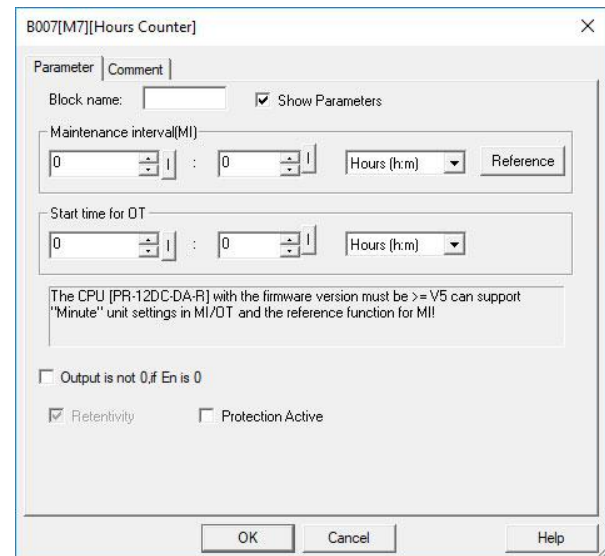 B007[M7][Hours Counter]
Parameter Comment
Block name: Show Parameters
Maintenance interval(MI)
0 : 0 Hours (h:m) Reference
Start time for OT
0 : 0 Hours (h:m)
The CPU [PR-12DC-DA-R] with the firmware version must be >= V5 can support
"Minute" unit settings in MI/OT and the reference function for MI!
Output is not 0,if En is 0
Retentivity Protection Active
OK Cancel Help